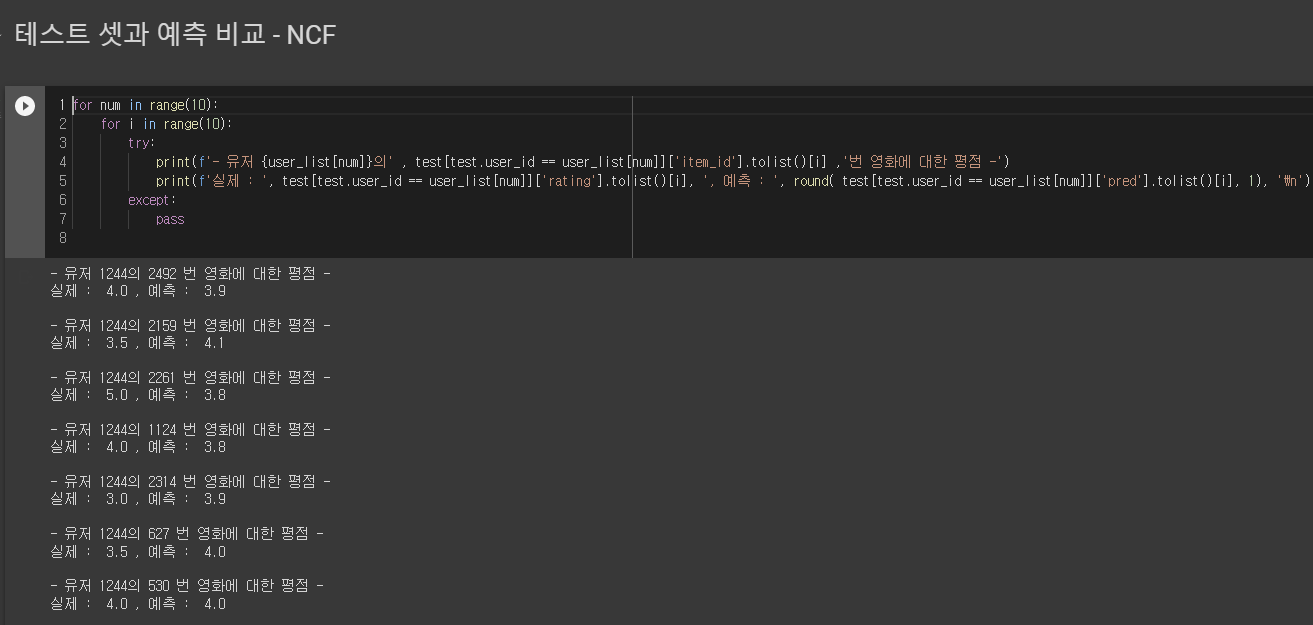 테스트 셋과 예측 비교 - NCF
1 for num in range(10):
2 for i in range(10):
3 try:
4 print(f'- 유저 {user_list[num]}의' , test[test.user_id == user_list[num]]['item_id'].tolist()[i] ,'번 영화에 대한 평점 -')
5 print(f'실제 : ', test[test.user_id == user_list[num]]['rating'].tolist()[i], ', 예측 : ', round( test[test.user_id == user_list[num]]['pred'].tolist()[i], 1), '₩n')
6 except:
7 pass
8
- 유저 1244의 2492 번 영화에 대한 평점 -
실제 : 4.0 , 예측 : 3.9
- 유저 1244의 2159 번 영화에 대한 평점 -
실제 : 3.5 , 예측 : 4.1
- 유저 1244의 2261 번 영화에 대한 평점 -
실제 : 5.0 , 예측 : 3.8
- 유저 1244의 1124 번 영화에 대한 평점 -
실제 : 4.0 , 예측 : 3.8
- 유저 1244의 2314 번 영화에 대한 평점 -
실제 : 3.0 , 예측 : 3.9
- 유저 1244의 627 번 영화에 대한 평점 -
실제 : 3.5 , 예측 : 4.0
- 유저 1244의 530 번 영화에 대한 평점 -
실제 : 4.0 , 예측 : 4.0